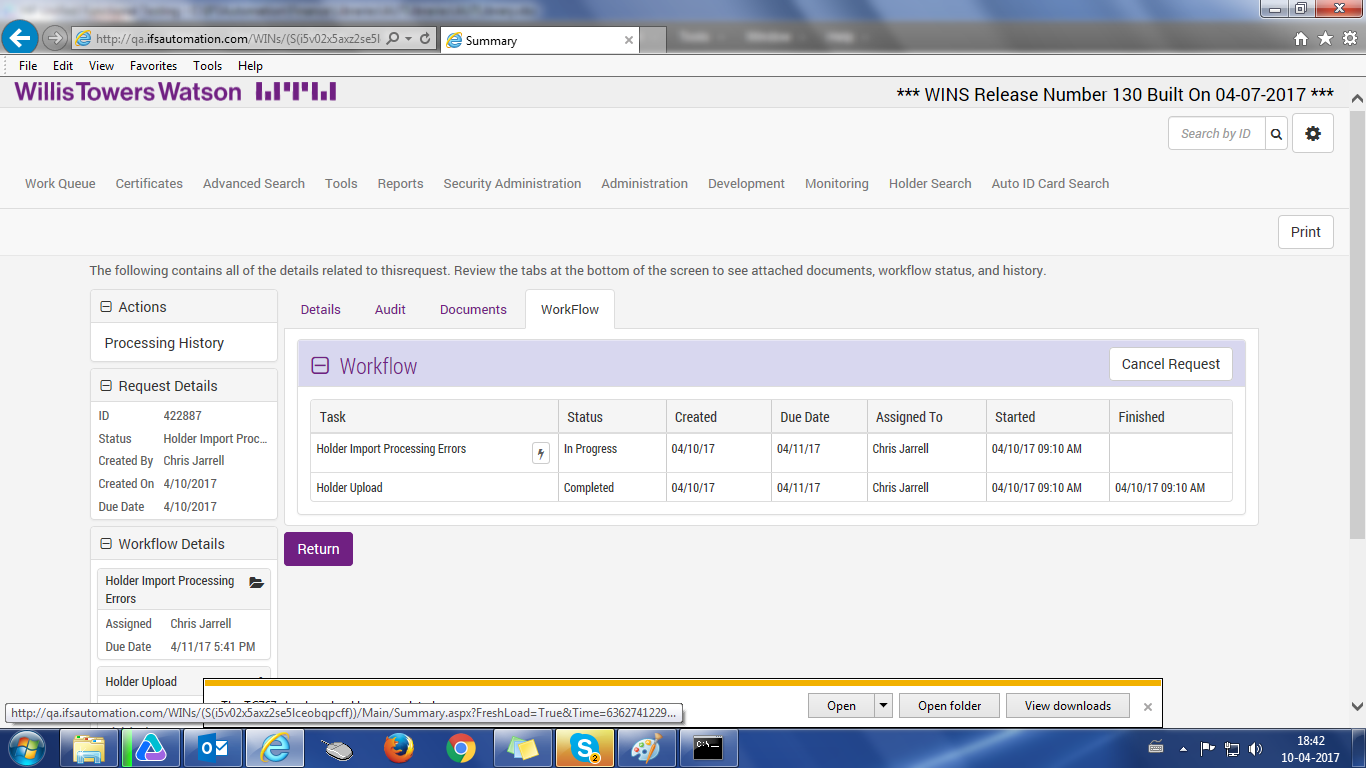 http://qa.ifsautomation.com/WINs/(S(i5v02x5axz2se5l
Summary
File Edit View Favorites Tools Help
WillisTowersWatson
*** WINS Release Number 130 Built On 04-07-2017 ***
Search by ID
Work Queue Certificates Advanced Search Tools Reports Security Administration Administration Development Monitoring Holder Search Auto ID Card Search
Print
The following contains all of the details related to thisrequest. Review the tabs at the bottom of the screen to see attached documents, workflow status, and history.
Actions
Processing History
Request Details
ID 422887
Status Holder Import Proc...
Created By Chris Jarrell
Created On 4/10/2017
Due Date 4/10/2017
Workflow Details
Holder Import Processing
Errors
Assigned Chris Jarrell
Due Date 4/11/17 5:41 PM
Holder Upload
Details Audit Documents WorkFlow
Workflow
Cancel Request
Task Status Created Due Date Assigned To Started Finished
Holder Import Processing Errors In Progress 04/10/17 04/11/17 Chris Jarrell 04/10/17 09:10 AM
Holder Upload Completed 04/10/17 04/11/17 Chris Jarrell 04/10/17 09:10 AM 04/10/17 09:10 AM
Return
Open Open folder View downloads
http://qa.ifsautomation.com/WINs/(S(i5v02x5axz2se5lceobqpcff))/Main/Summary.aspx?FreshLoad=True&Time=6362741229...
2
C:\
18:42
10-04-2017